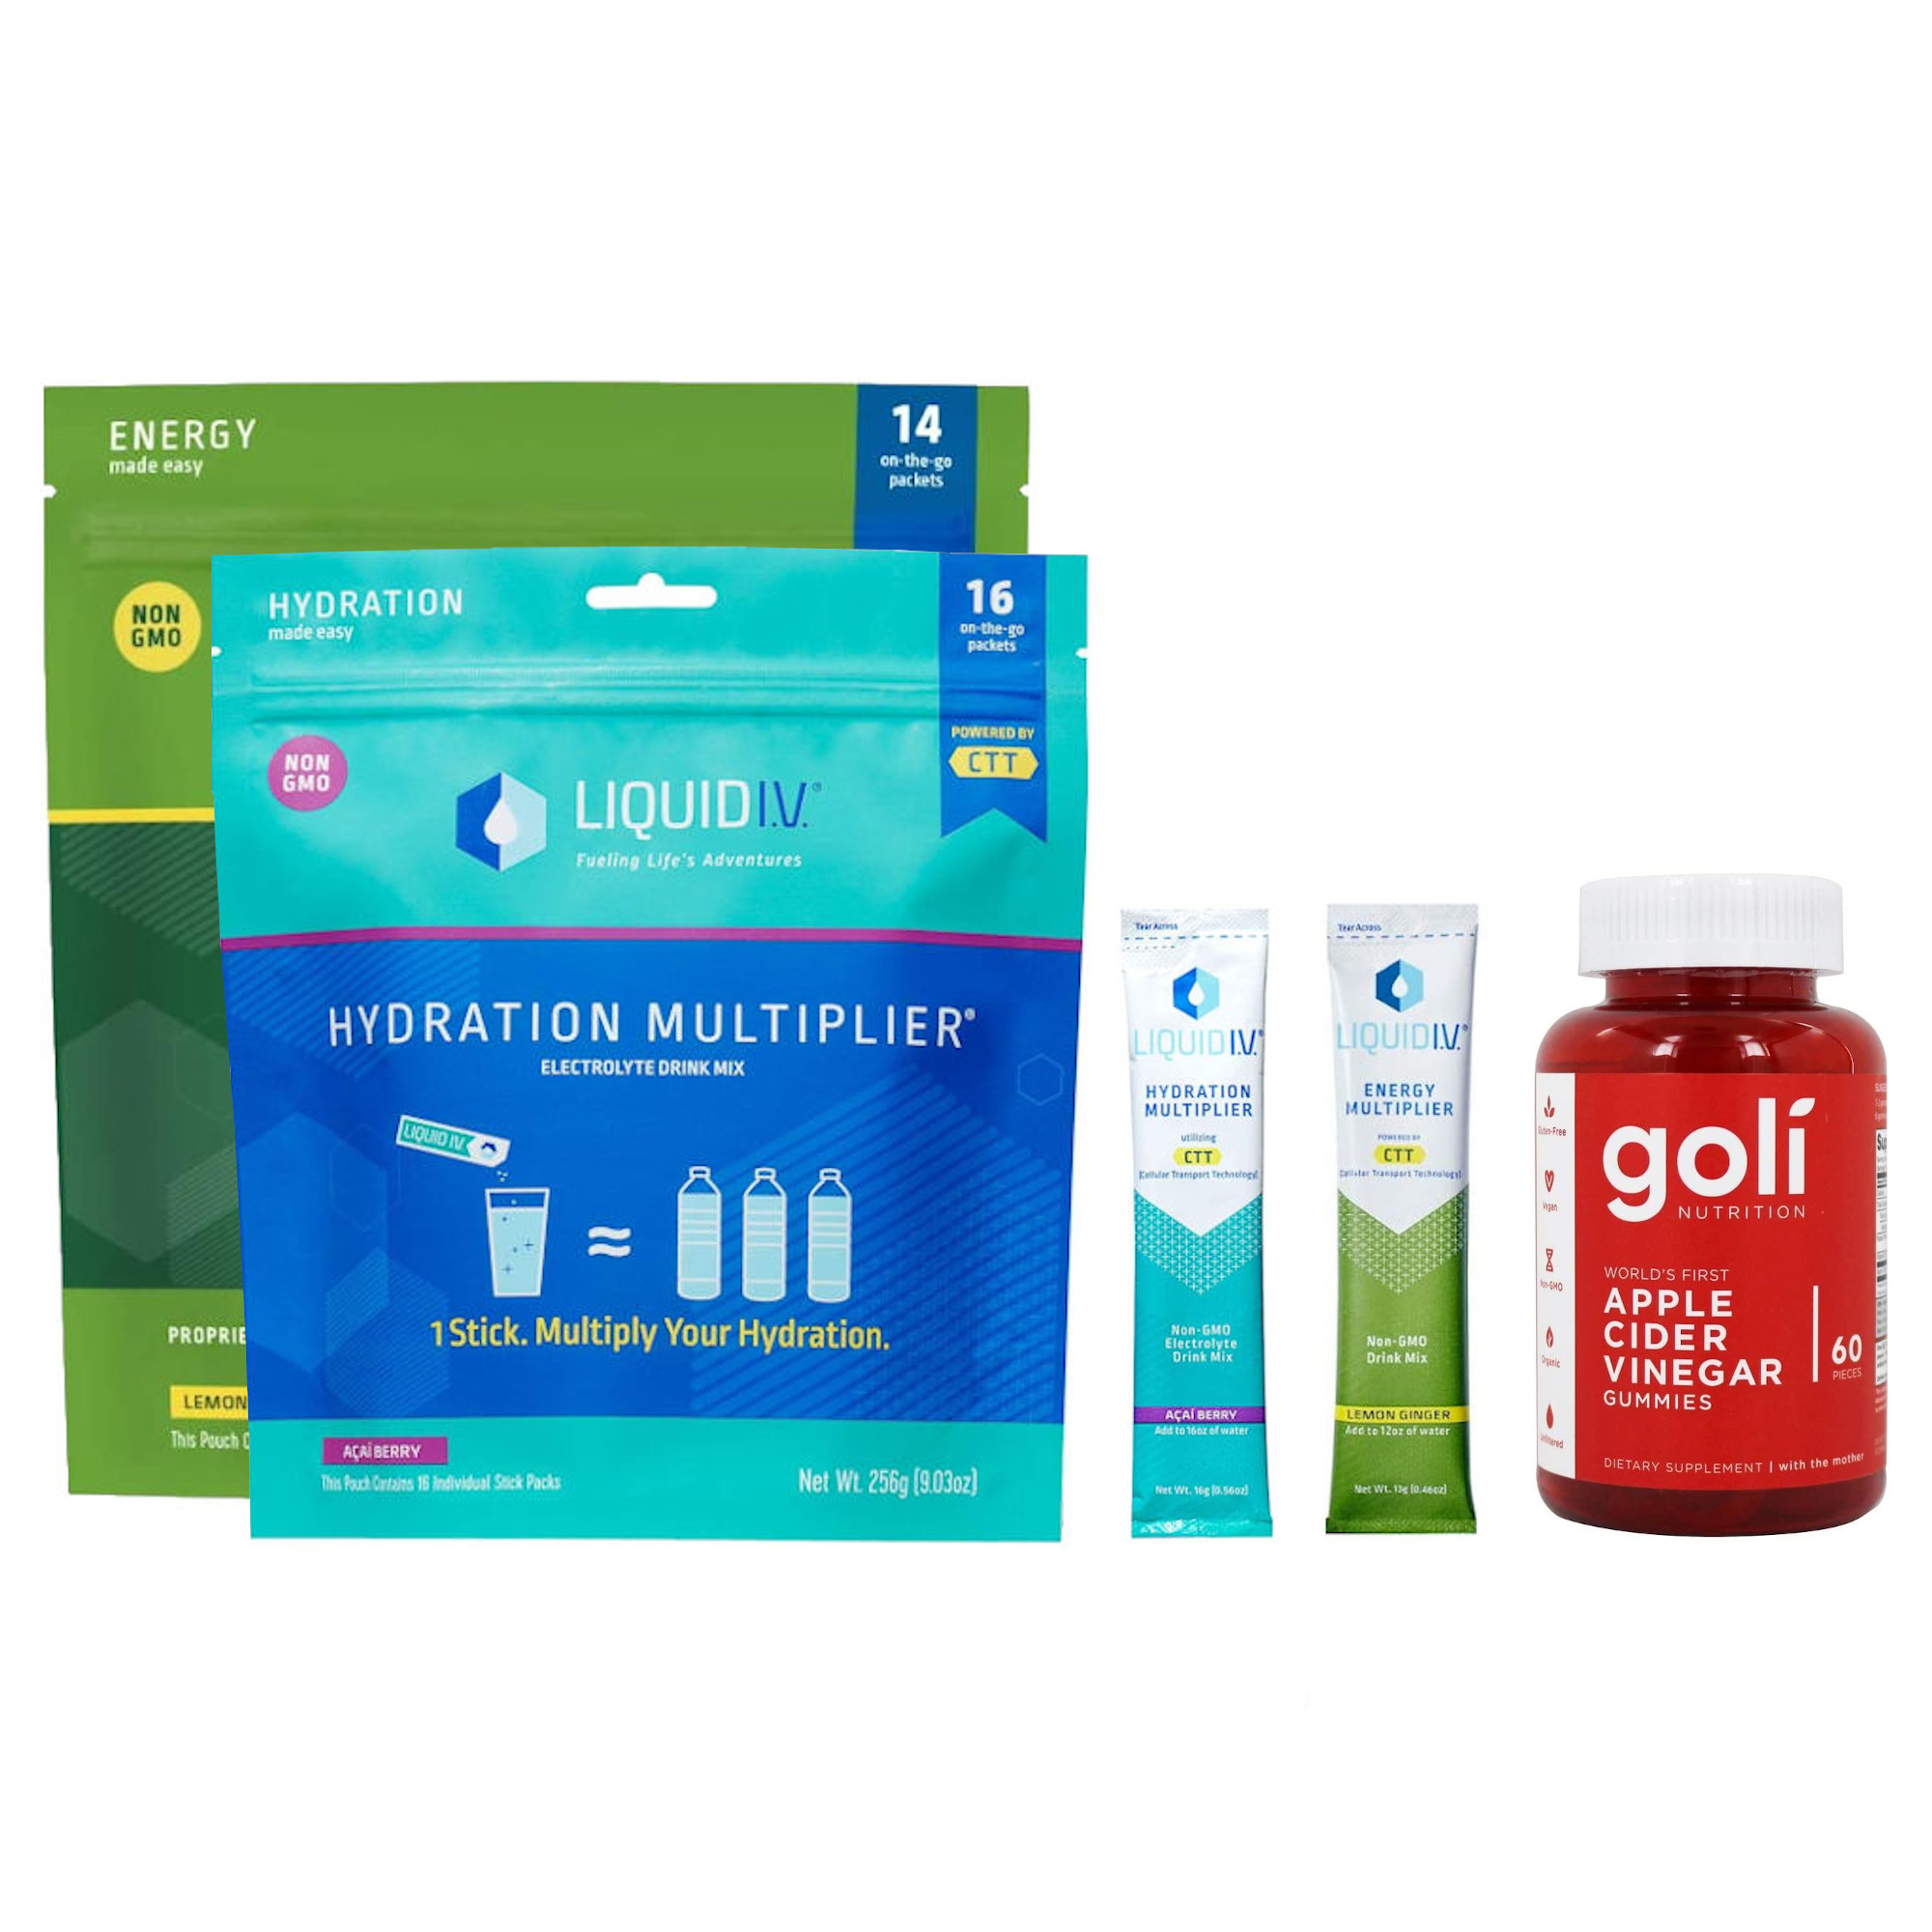 ENERGY
made easy
14
on-the-go
packets
NON
GMO
PROPRIE
LEMON
This Pouch C
HYDRATION
made easy
16
on-the-go
packets
POWERED BY
CTT
NON
GMO
LIQUID I.V.®
Fueling Life's Adventures
HYDRATION MULTIPLIER®
ELECTROLYTE DRINK MIX
LIQUID I.V.
≈
1 Stick. Multiply Your Hydration.
AÇAÍ BERRY
This Pouch Contains 16 Individual Stick Packs
Net Wt. 256g (9.03oz)
Tear Across
LIQUID I.V.®
HYDRATION
MULTIPLIER
utilizing
CTT
(Cellular Transport Technology)
Non-GMO
Electrolyte
Drink Mix
AÇAÍ BERRY
Add to 16oz of water
Net Wt. 16g (0.56oz)
Tear Across
LIQUID I.V.®
ENERGY
MULTIPLIER
POWERED BY
CTT
(Cellular Transport Technology)
Non-GMO
Drink Mix
LEMON GINGER
Add to 12oz of water
Net Wt. 13g (0.46oz)
goli
NUTRITION
Gluten-Free
Vegan
Non-GMO
Organic
Unfiltered
WORLD'S FIRST
APPLE
CIDER
VINEGAR
GUMMIES
60
PIECES
DIETARY SUPPLEMENT | with the mother